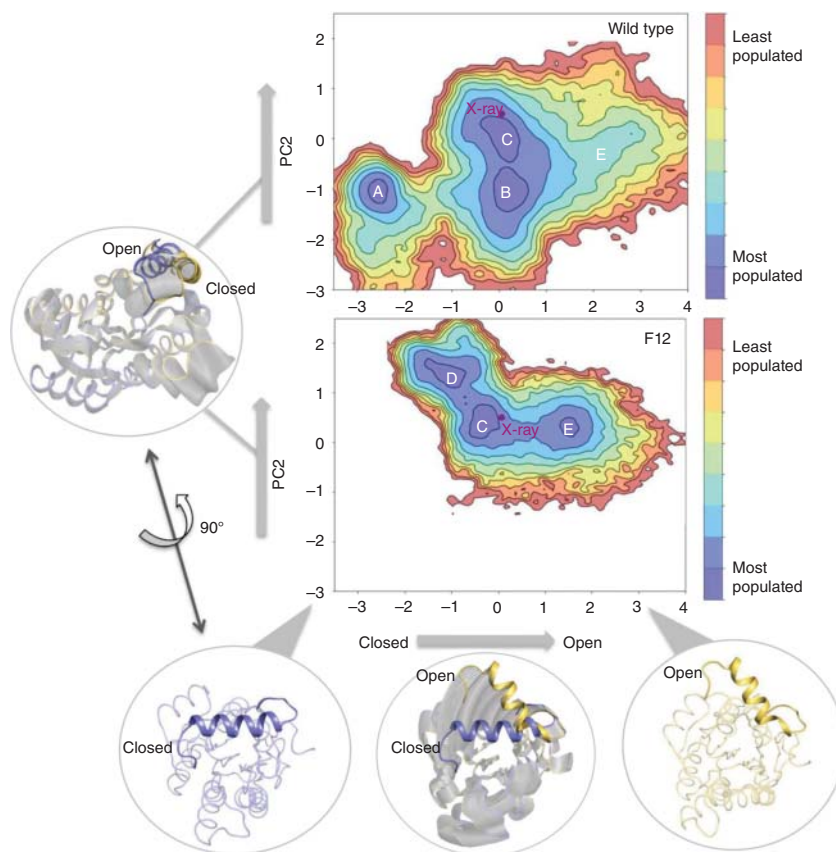 Wild type
2
1
0
−1
−2
−3
PC2
X-ray
C
E
A
B
−3 −2 −1 0 1 2 3 4
Least
populated
Most
populated
Open
Closed
F12
2
1
0
−1
−2
−3
PC2
D
C
X-ray
E
−3 −2 −1 0 1 2 3 4
Least
populated
Most
populated
90°
Closed
Open
Closed
Open
Closed
Open